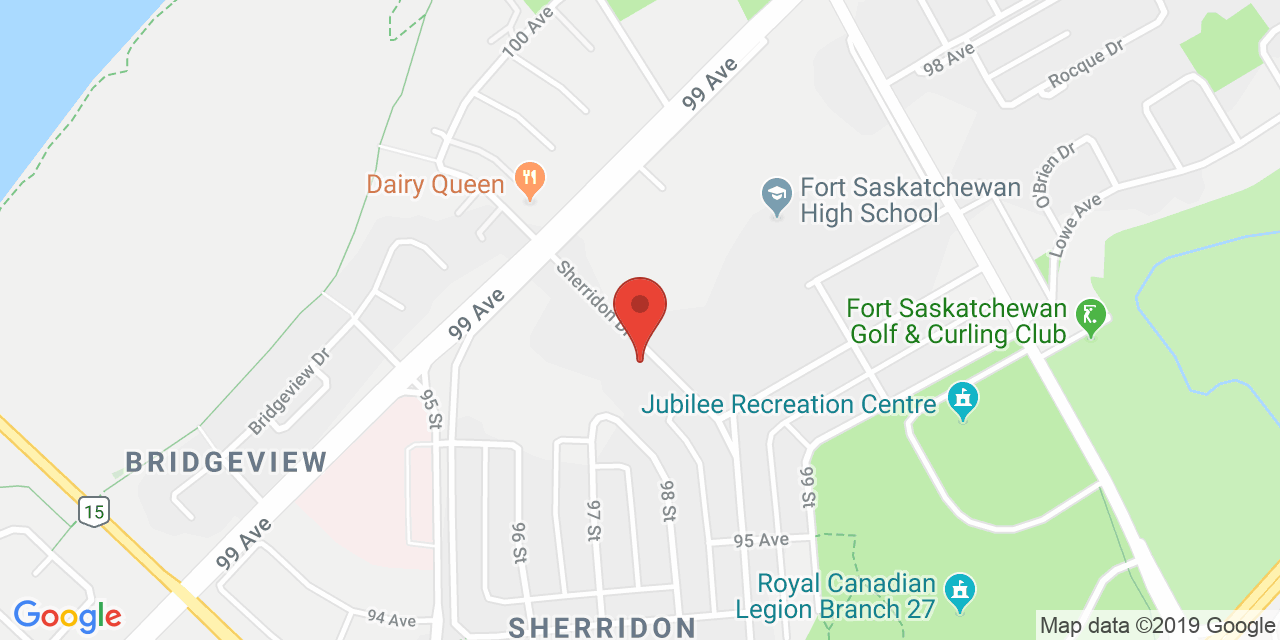 100 Ave
99 Ave
98 Ave
Rocque Dr
O'Brien Dr
Lowe Ave
Dairy Queen
Fort Saskatchewan
High School
Sherridon Dr
99 Ave
Fort Saskatchewan
Golf & Curling Club
Bridgeview Dr
95 St
Jubilee Recreation Centre
BRIDGEVIEW
15
99 St
98 St
97 St
96 St
95 Ave
99 Ave
Royal Canadian
Legion Branch 27
94 Ave
SHERRIDON
Google
Map data ©2019 Google